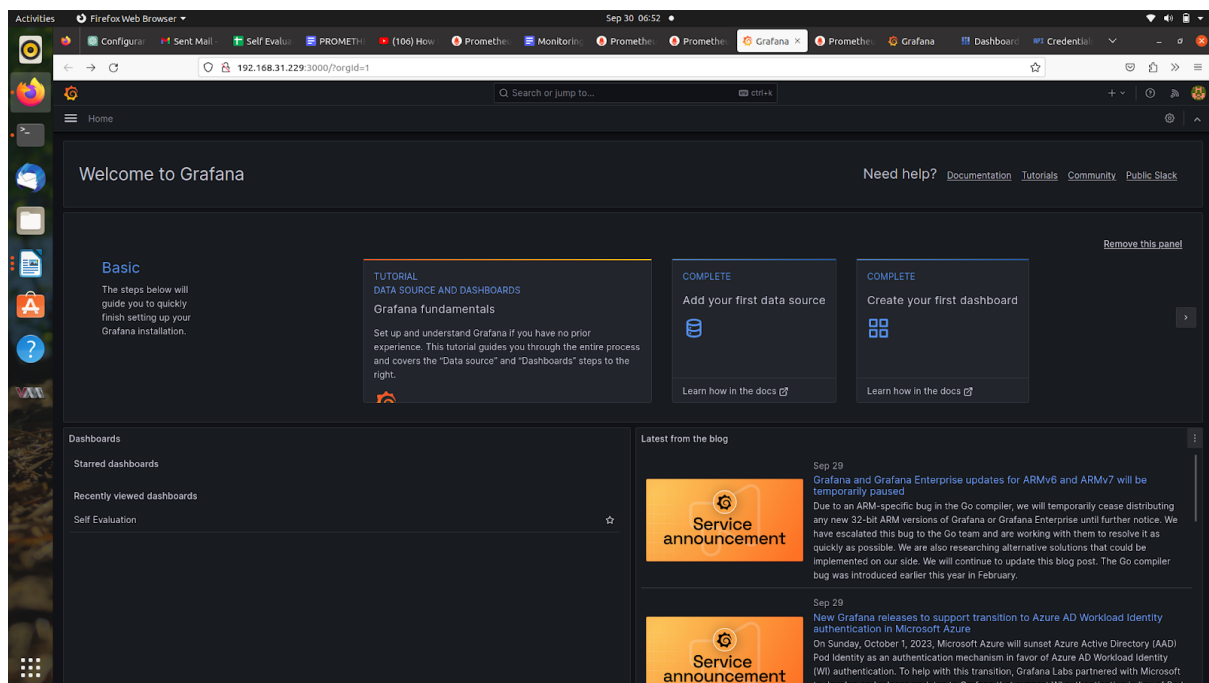 Activities
Firefox Web Browser
Sep 30 06:52
Configurar
Sent Mail -
Self Evalua
PROMETH
(106) How
Prometheu
Monitoring
Prometheu
Promethe
Grafana
Prometheu
Grafana
Dashboard
Credential
192.168.31.229:3000/?orgId=1
Search or jump to...
ctrl+k
Home
Welcome to Grafana
Need help?
Documentation
Tutorials
Community
Public Slack
Remove this panel
Basic
The steps below will
guide you to quickly
finish setting up your
Grafana installation.
TUTORIAL
DATA SOURCE AND DASHBOARDS
Grafana fundamentals
Set up and understand Grafana if you have no prior
experience. This tutorial guides you through the entire process
and covers the “Data source” and “Dashboards” steps to the
right.
COMPLETE
Add your first data source
Learn how in the docs
COMPLETE
Create your first dashboard
Learn how in the docs
Dashboards
Starred dashboards
Recently viewed dashboards
Self Evaluation
Latest from the blog
Service
announcement
Sep 29
Grafana and Grafana Enterprise updates for ARMv6 and ARMv7 will be
temporarily paused
Due to an ARM-specific bug in the Go compiler, we will temporarily cease distributing
any new 32-bit ARM versions of Grafana or Grafana Enterprise until further notice. We
have escalated this bug to the Go team and are working with them to resolve it as
quickly as possible. We are also researching alternative solutions that could be
implemented on our side. We will continue to update this blog post. The Go compiler
bug was introduced earlier this year in February.
Service
announcement
Sep 29
New Grafana releases to support transition to Azure AD Workload Identity
authentication in Microsoft Azure
On Sunday, October 1, 2023, Microsoft Azure will sunset Azure Active Directory (AAD)
Pod Identity as an authentication mechanism in favor of Azure AD Workload Identity
(WI) authentication. To help with this transition, Grafana Labs partnered with Microsoft